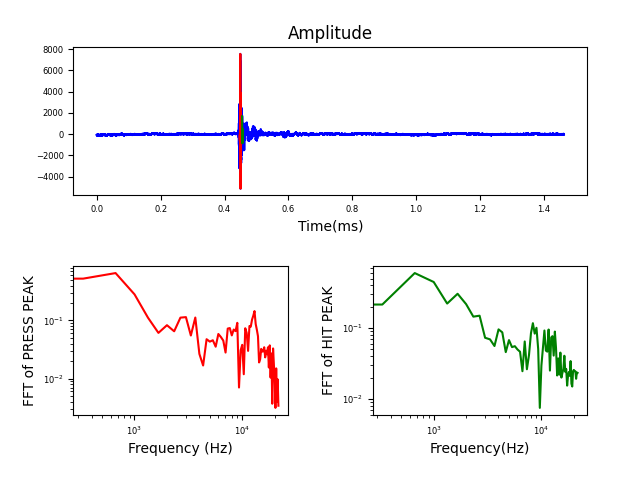 Amplitude
8000
6000
4000
2000
0
−2000
−4000
0.0 0.2 0.4 0.6 0.8 1.0 1.2 1.4
Time(ms)
FFT of PRESS PEAK
10⁻¹
10⁻²
10³ 10⁴
Frequency (Hz)
FFT of HIT PEAK
10⁻¹
10⁻²
10³ 10⁴
Frequency(Hz)